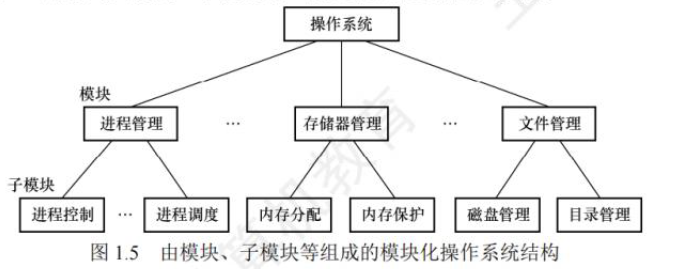 操作系统
模块
进程管理 … 存储器管理 … 文件管理
子模块
进程控制 … 进程调度 内存分配 内存保护 磁盘管理 目录管理
图 1.5 由模块、子模块等组成的模块化操作系统结构